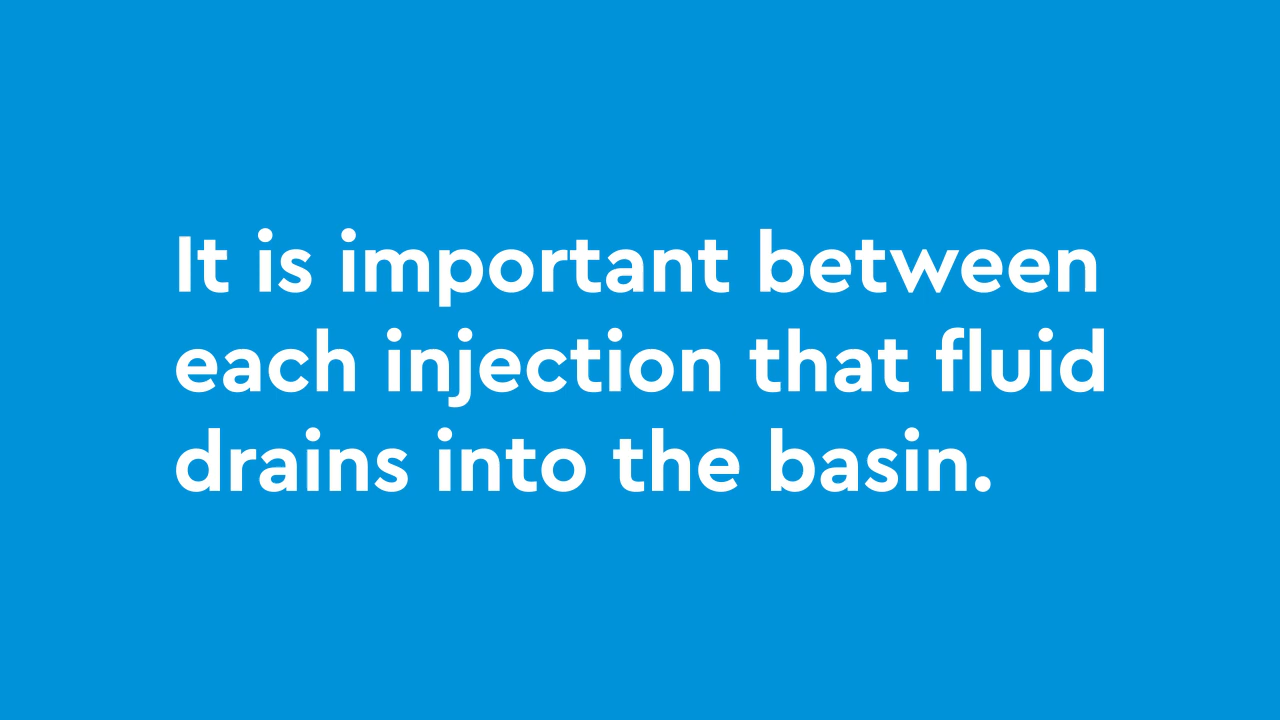 It is important between
each injection that fluid
drains into the basin.